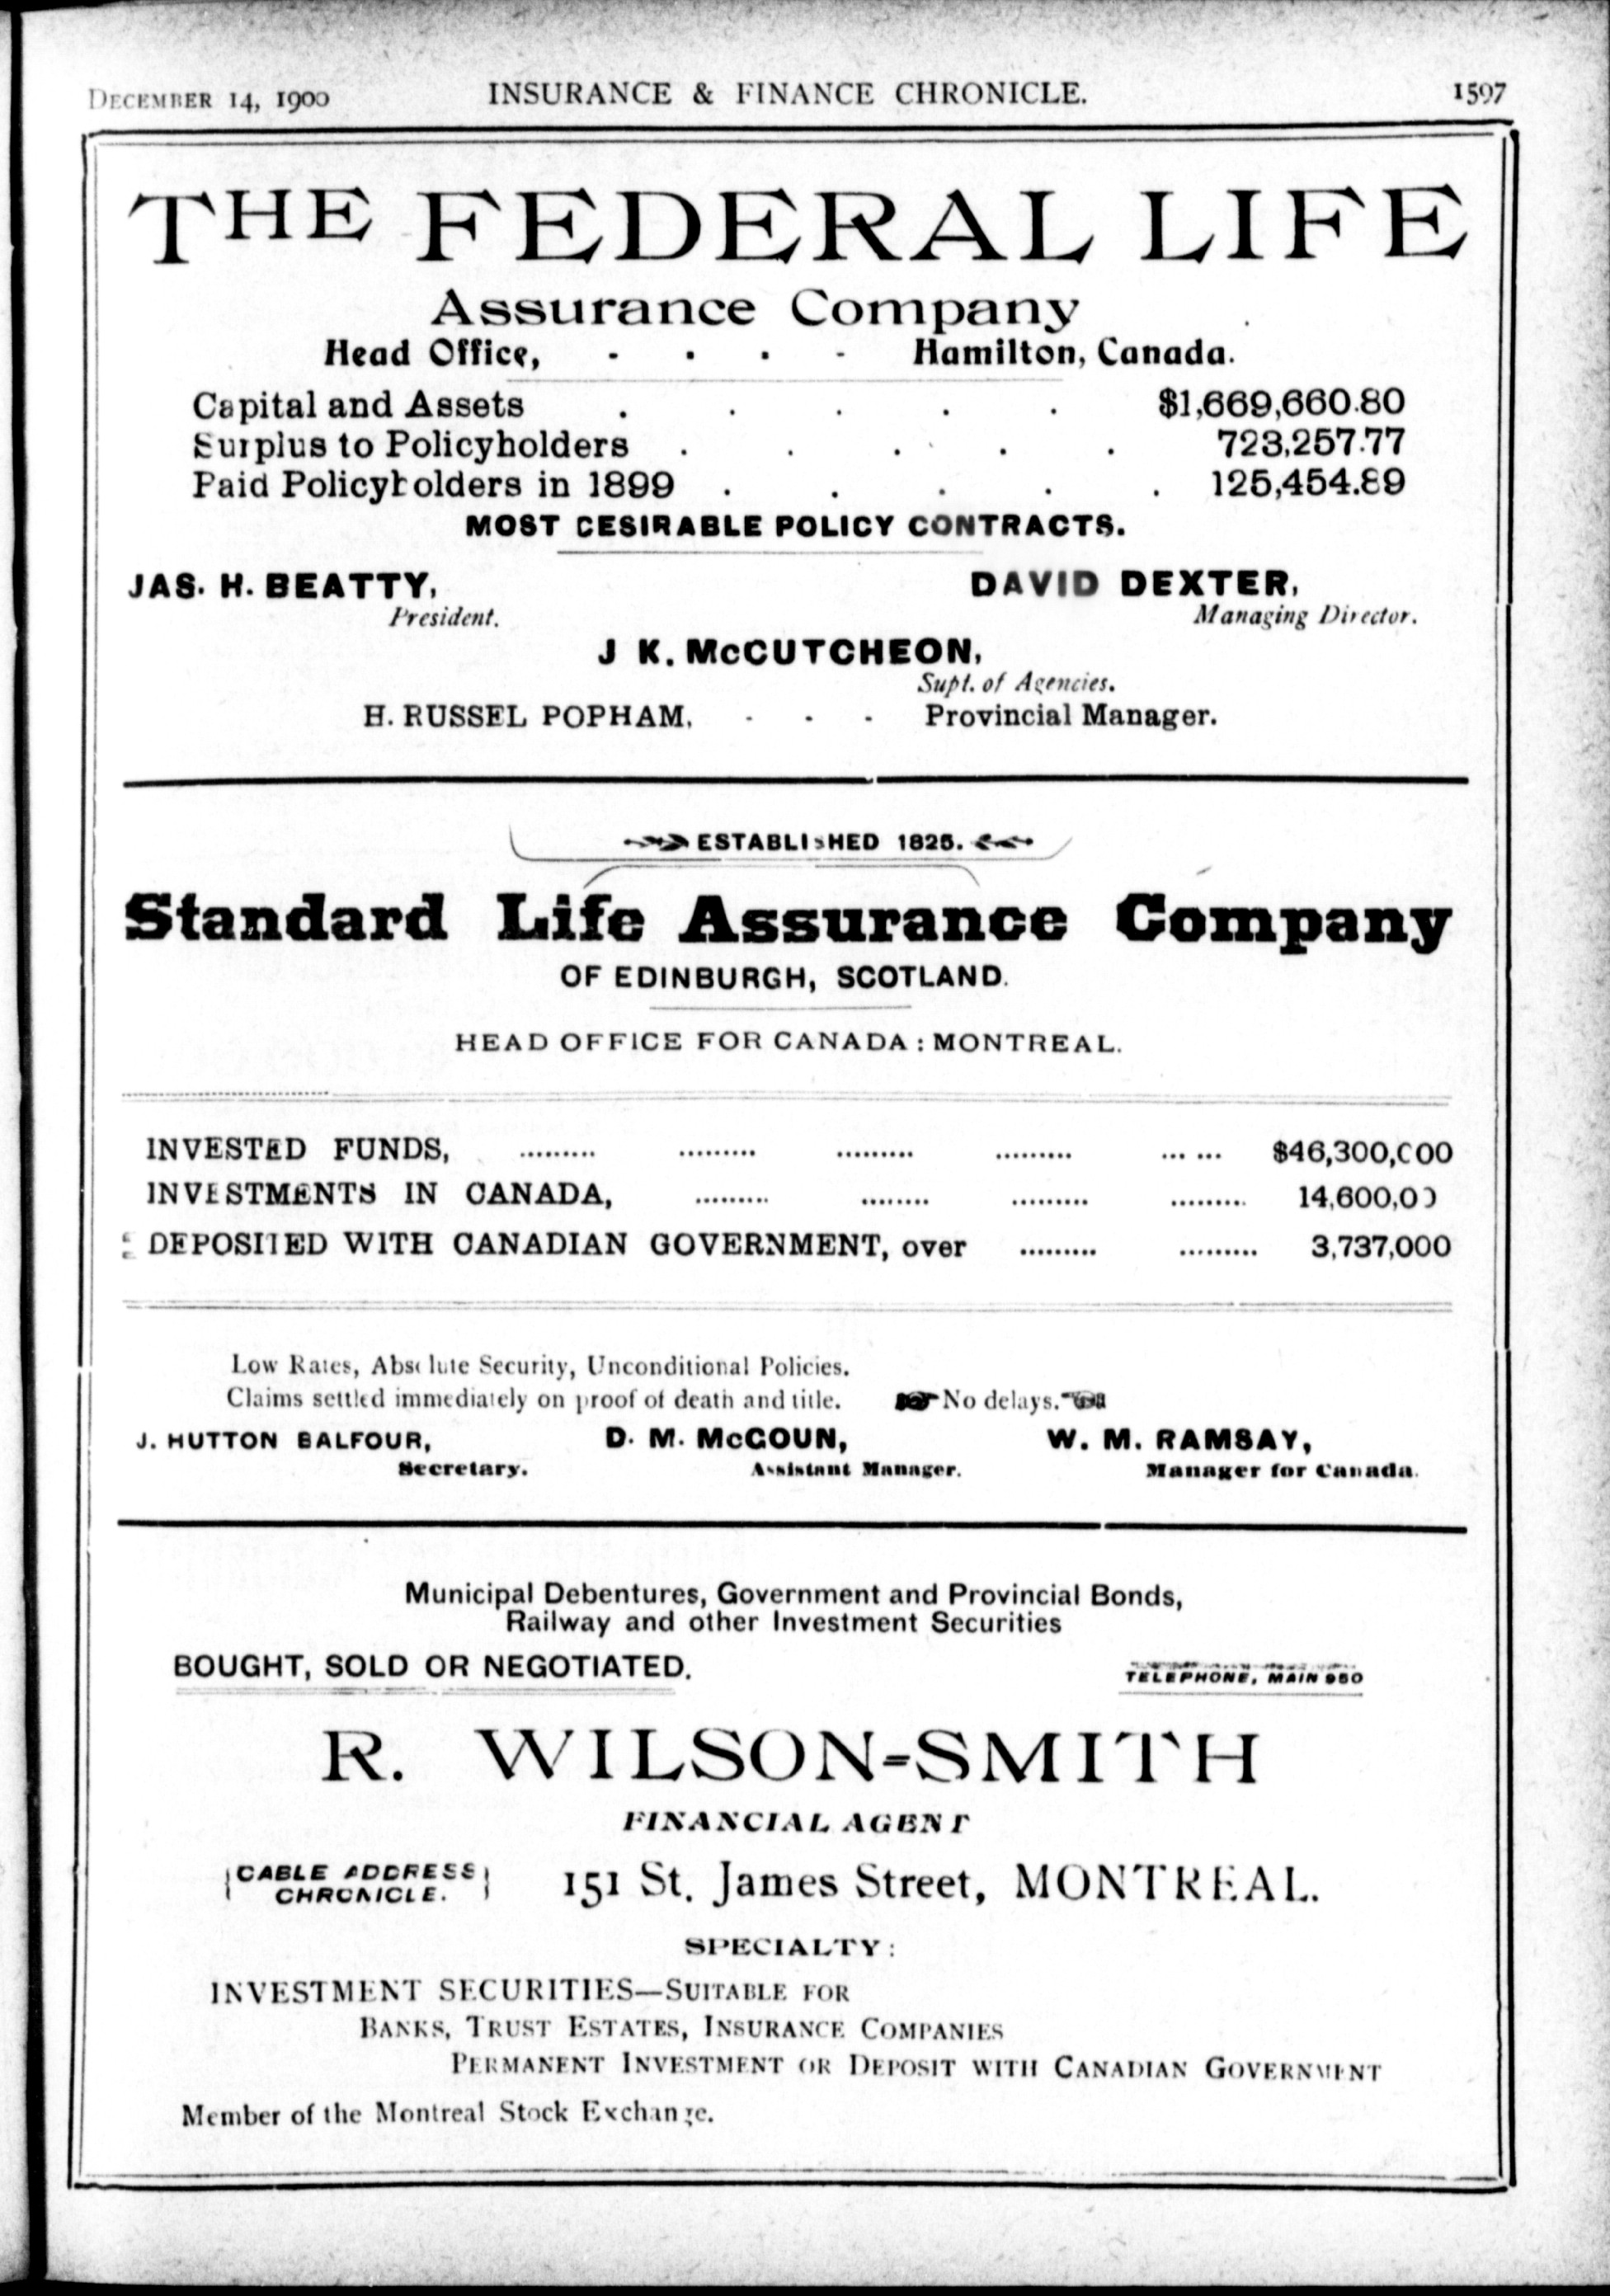 DECEMBER 14, 1900 INSURANCE & FINANCE CHRONICLE. 1597
THE FEDERAL LIFE
Assurance Company
Head Office, - - - - Hamilton, Canada.
Capital and Assets . . . . . $1,669,660.80
Surplus to Policyholders . . . . . 723,257.77
Paid Policyholders in 1899 . . . . . 125,454.89
MOST DESIRABLE POLICY CONTRACTS.
JAS. H. BEATTY, DAVID DEXTER,
President. Managing Director.
J K. McCUTCHEON,
Supt. of Agencies.
H. RUSSEL POPHAM, - - - Provincial Manager.
ESTABLISHED 1825.
Standard Life Assurance Company
OF EDINBURGH, SCOTLAND.
HEAD OFFICE FOR CANADA : MONTREAL.
INVESTED FUNDS, ......... ......... ......... ......... ... ... $46,300,000
INVESTMENTS IN CANADA, ......... ........ ......... ......... 14,600,000
DEPOSITED WITH CANADIAN GOVERNMENT, over ......... ......... 3,737,000
Low Rates, Absolute Security, Unconditional Policies.
Claims settled immediately on proof of death and title. ☛ No delays. ☚
J. HUTTON BALFOUR, D. M. McGOUN, W. M. RAMSAY,
Secretary. Assistant Manager. Manager for Canada.
Municipal Debentures, Government and Provincial Bonds,
Railway and other Investment Securities
BOUGHT, SOLD OR NEGOTIATED. TELEPHONE, MAIN 950
R. WILSON-SMITH
FINANCIAL AGENT
CABLE ADDRESS
CHRONICLE. 151 St. James Street, MONTREAL.
SPECIALTY:
INVESTMENT SECURITIES—SUITABLE FOR
BANKS, TRUST ESTATES, INSURANCE COMPANIES
PERMANENT INVESTMENT OR DEPOSIT WITH CANADIAN GOVERNMENT
Member of the Montreal Stock Exchange.